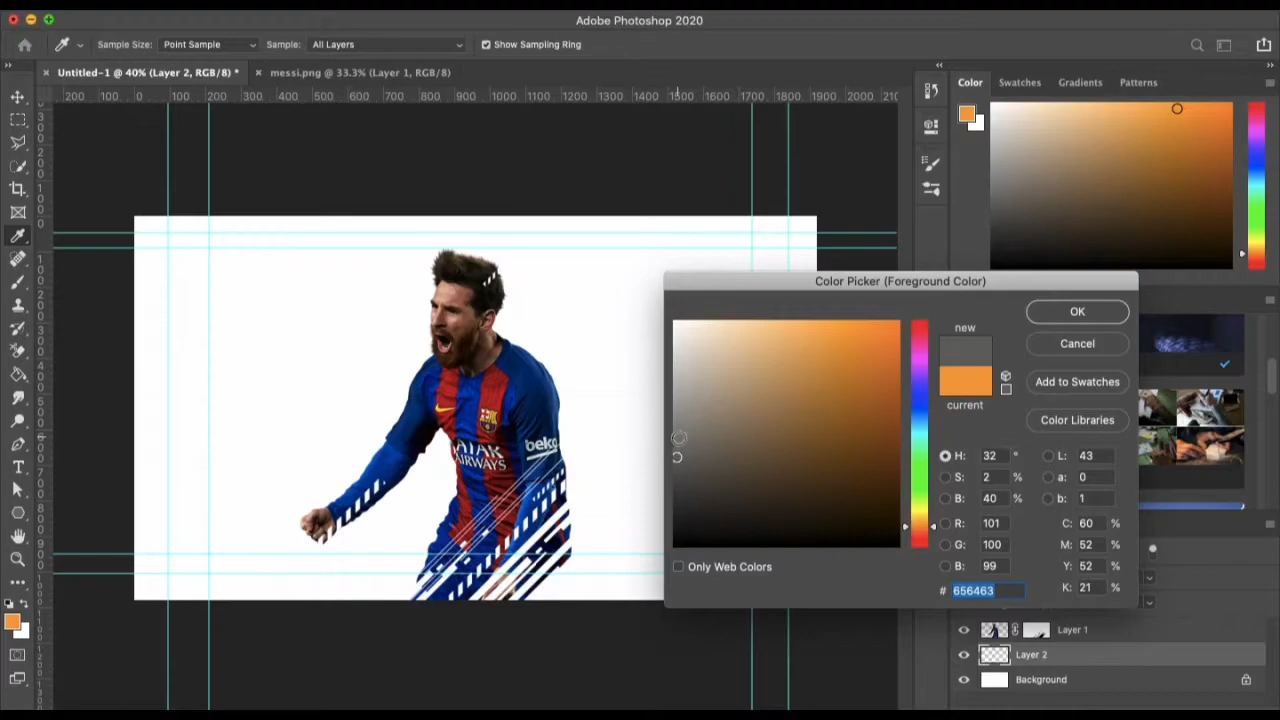 Adobe Photoshop 2020
Sample Size: Point Sample Sample: All Layers Show Sampling Ring
Untitled-1 @ 40% (Layer 2, RGB/8) * messi.png @ 33.3% (Layer 1, RGB/8)
Color Swatches Gradients Patterns
200 100 0 100 200 300 400 500 600 700 800 900 1000 1100 1200 1300 1400 1500 1600 1700 1800 1900 2000
Color Picker (Foreground Color)
new
current
OK
Cancel
Add to Swatches
Color Libraries
H: 32 ° L: 43
S: 2 % a: 0
B: 40 % b: 1
R: 101 C: 60 %
G: 100 M: 52 %
B: 99 Y: 52 %
# 656463 K: 21 %
Only Web Colors
beko
QATAR
AIRWAYS
Layer 1
Layer 2
Background